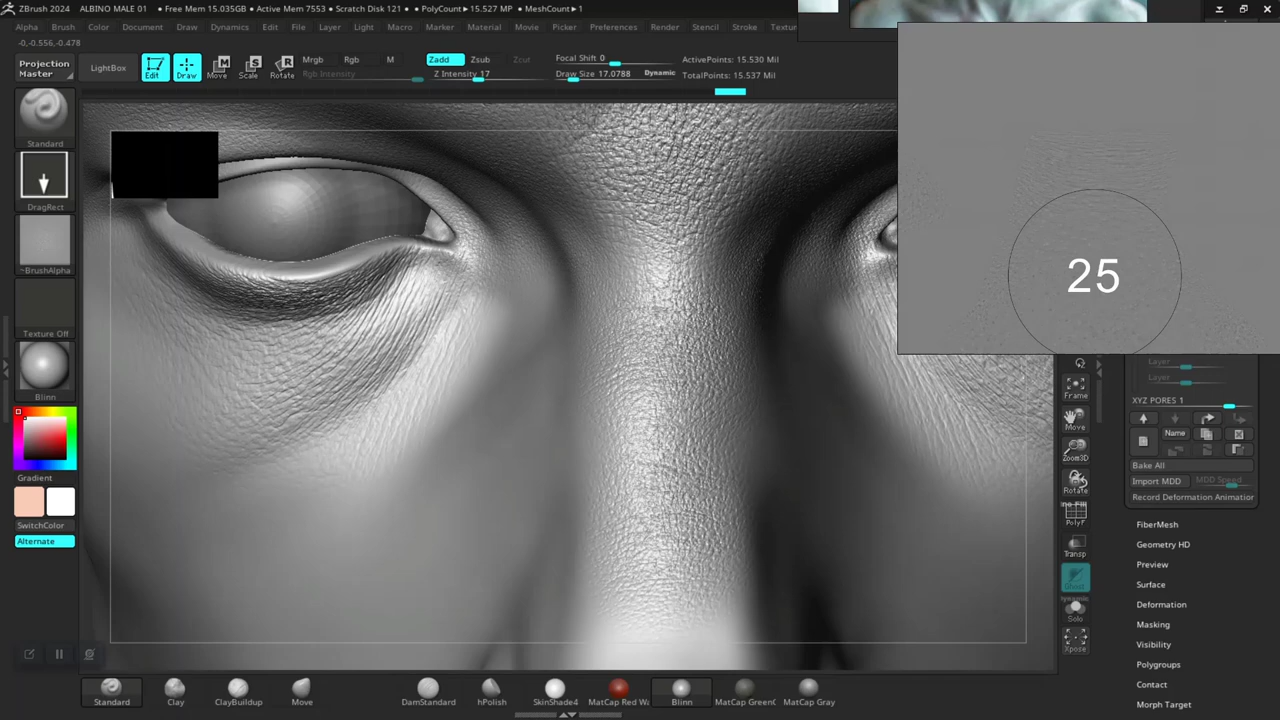 ZBrush 2024 ALBINO MALE 01 • Free Mem 15.035GB • Active Mem 7553 • Scratch Disk 121 • PolyCount▸15.527 MP • MeshCount▸1
Alpha Brush Color Document Draw Dynamics Edit File Layer Light Macro Marker Material Movie Picker Preferences Render Stencil Stroke
-0,-0.556,-0.478
Projection Master
LightBox
Edit
Draw
Move
Scale
Rotate
Mrgb Rgb M
Rgb Intensity
Zadd Zsub Zcut
Z Intensity 17
Focal Shift 0
Draw Size 17.0788 Dynamic
ActivePoints: 15.530 Mil
TotalPoints: 15.537 Mil
Standard
DragRect
~BrushAlpha
Texture Off
Blinn
Gradient
SwitchColor
Alternate
25
Frame
Move
Zoom3D
Rotate
PolyF
Transp
Ghost
Dynamic
Solo
Xpose
Layer
Layer
XYZ PORES 1
Name
Bake All
Import MDD MDD Speed
Record Deformation Animation
FiberMesh
Geometry HD
Preview
Surface
Deformation
Masking
Visibility
Polygroups
Contact
Morph Target
Standard Clay ClayBuildup Move DamStandard hPolish SkinShade4 MatCap Red Wa Blinn MatCap GreenC MatCap Gray